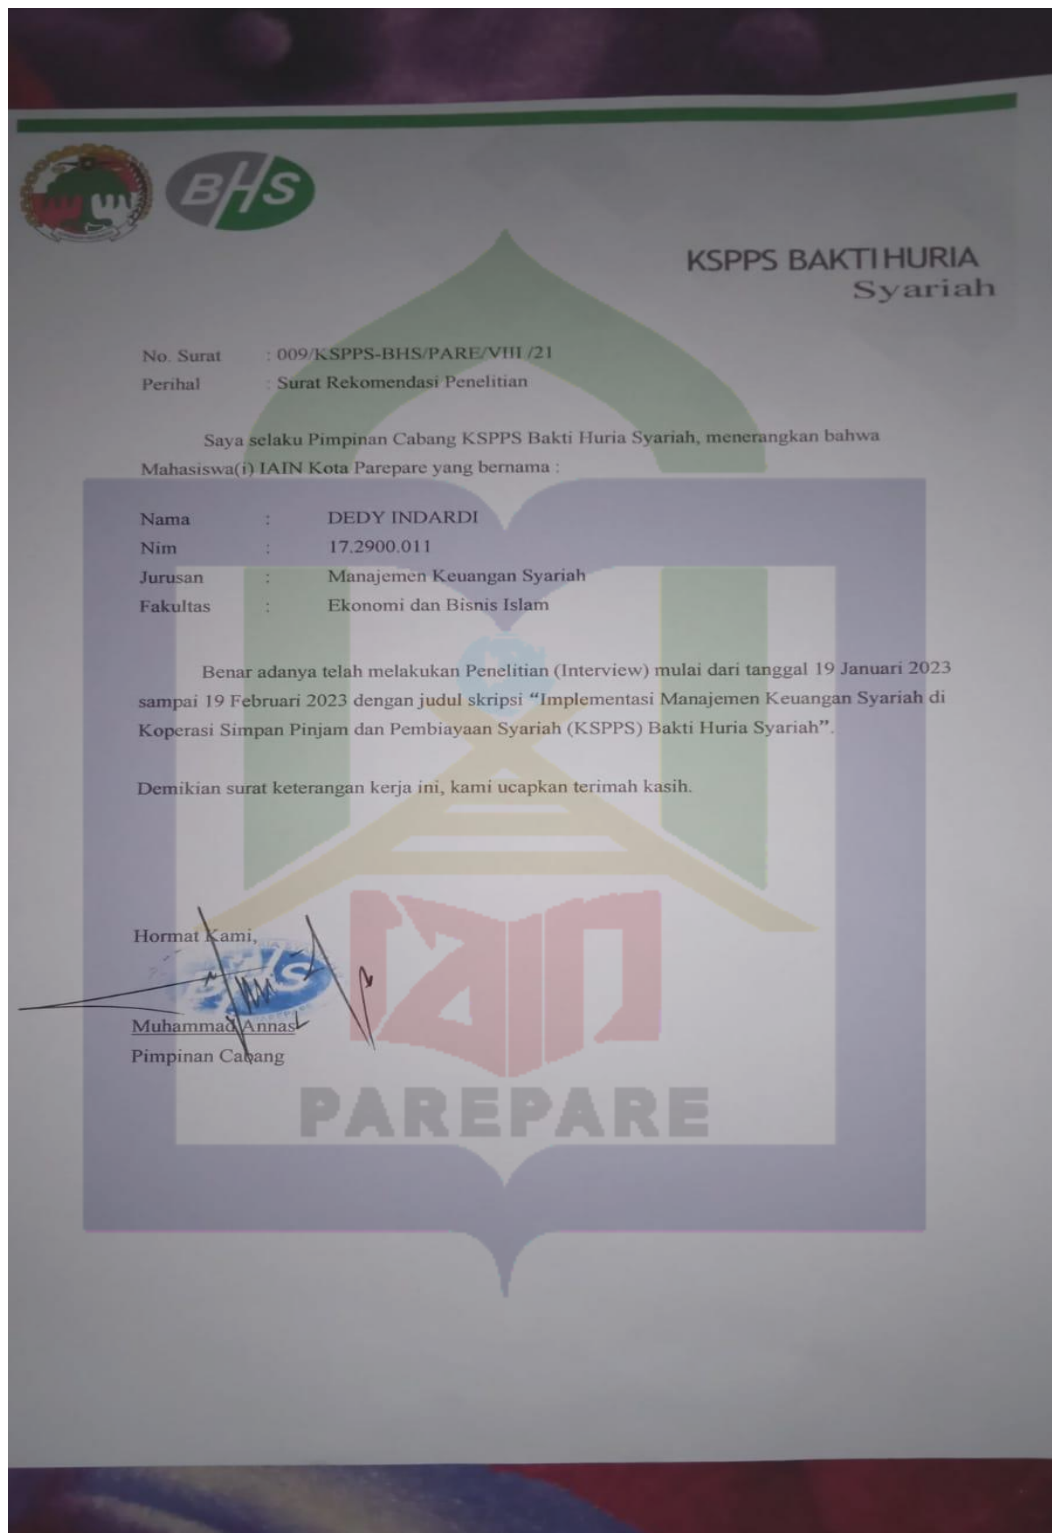 BHS
KSPPS BAKTI HURIA
Syariah
No. Surat : 009/KSPPS-BHS/PARE/VIII /21
Perihal : Surat Rekomendasi Penelitian
Saya selaku Pimpinan Cabang KSPPS Bakti Huria Syariah, menerangkan bahwa
Mahasiswa(i) IAIN Kota Parepare yang bernama :
Nama : DEDY INDARDI
Nim : 17.2900.011
Jurusan : Manajemen Keuangan Syariah
Fakultas : Ekonomi dan Bisnis Islam
Benar adanya telah melakukan Penelitian (Interview) mulai dari tanggal 19 Januari 2023
sampai 19 Februari 2023 dengan judul skripsi “Implementasi Manajemen Keuangan Syariah di
Koperasi Simpan Pinjam dan Pembiayaan Syariah (KSPPS) Bakti Huria Syariah”.
Demikian surat keterangan kerja ini, kami ucapkan terimah kasih.
Hormat Kami,
BHS
Muhammad Annas
Pimpinan Cabang
iain
PAREPARE